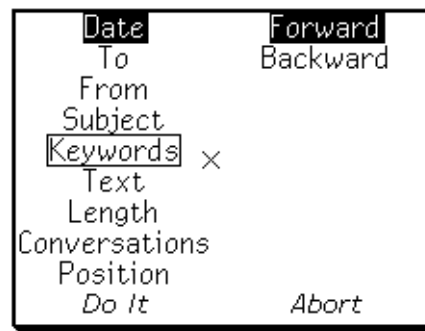 Date Forward
To Backward
From
Subject
Keywords
Text
Length
Conversations
Position
Do It Abort